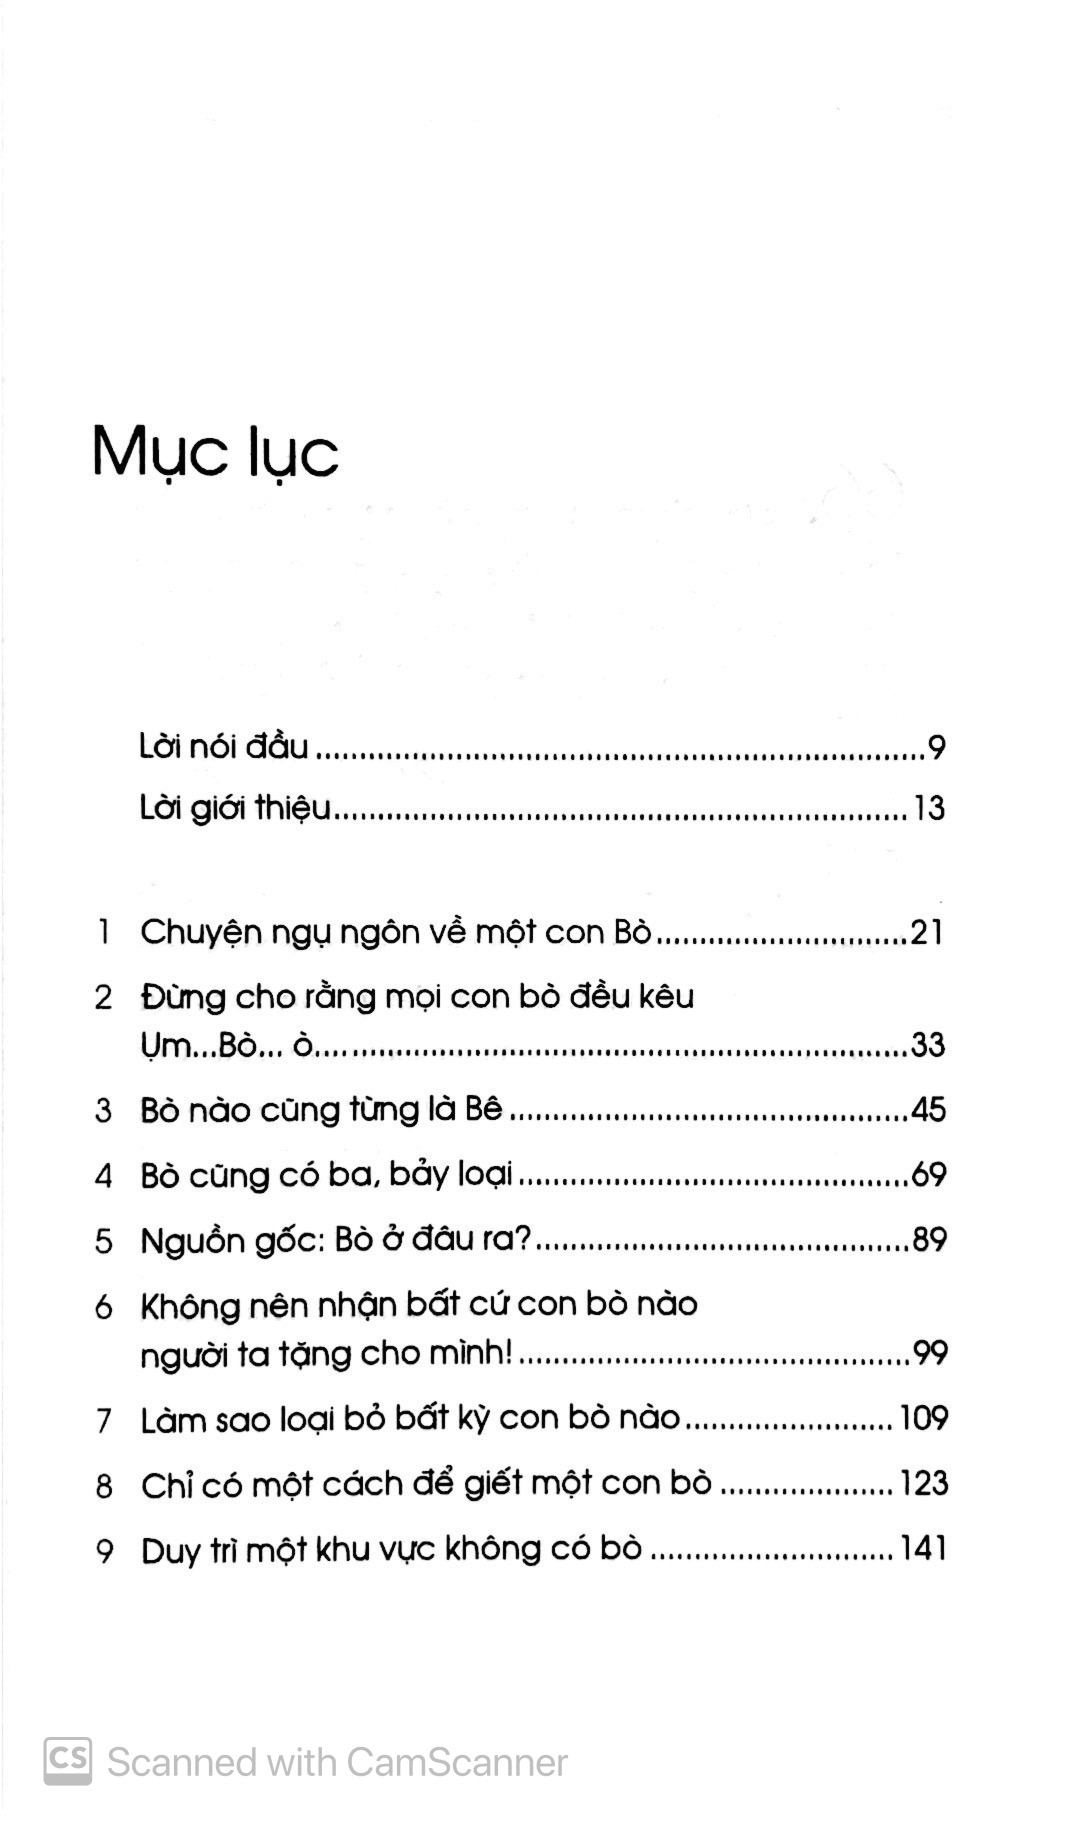 Mục lục
Lời nói đầu......................................................................9
Lời giới thiệu.................................................................. 13
1 Chuyện ngụ ngôn về một con Bò.............................21
2 Đừng cho rằng mọi con bò đều kêu
Ụm...Bò... ò....................................................................33
3 Bò nào cũng từng là Bê..............................................45
4 Bò cũng có ba, bảy loại.............................................69
5 Nguồn gốc: Bò ở đâu ra?...........................................89
6 Không nên nhận bất cứ con bò nào
người ta tặng cho mình!.............................................99
7 Làm sao loại bỏ bất kỳ con bò nào........................ 109
8 Chỉ có một cách để giết một con bò .................... 123
9 Duy trì một khu vực không có bò ............................ 141
CS Scanned with CamScanner